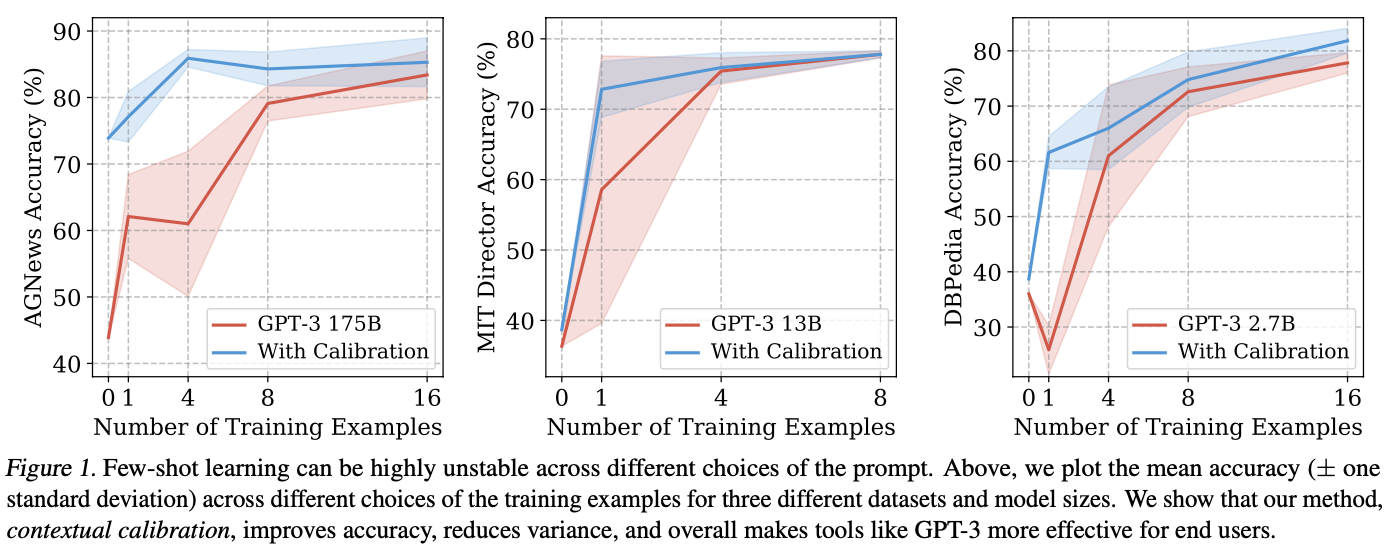 AGNews Accuracy (%)
90
80
70
60
50
40
GPT-3 175B
With Calibration
0 1 4 8 16
Number of Training Examples
MIT Director Accuracy (%)
80
70
60
50
40
GPT-3 13B
With Calibration
0 1 4 8
Number of Training Examples
DBPedia Accuracy (%)
80
70
60
50
40
30
GPT-3 2.7B
With Calibration
0 1 4 8 16
Number of Training Examples
Figure 1. Few-shot learning can be highly unstable across different choices of the prompt. Above, we plot the mean accuracy (± one
standard deviation) across different choices of the training examples for three different datasets and model sizes. We show that our method,
contextual calibration, improves accuracy, reduces variance, and overall makes tools like GPT-3 more effective for end users.